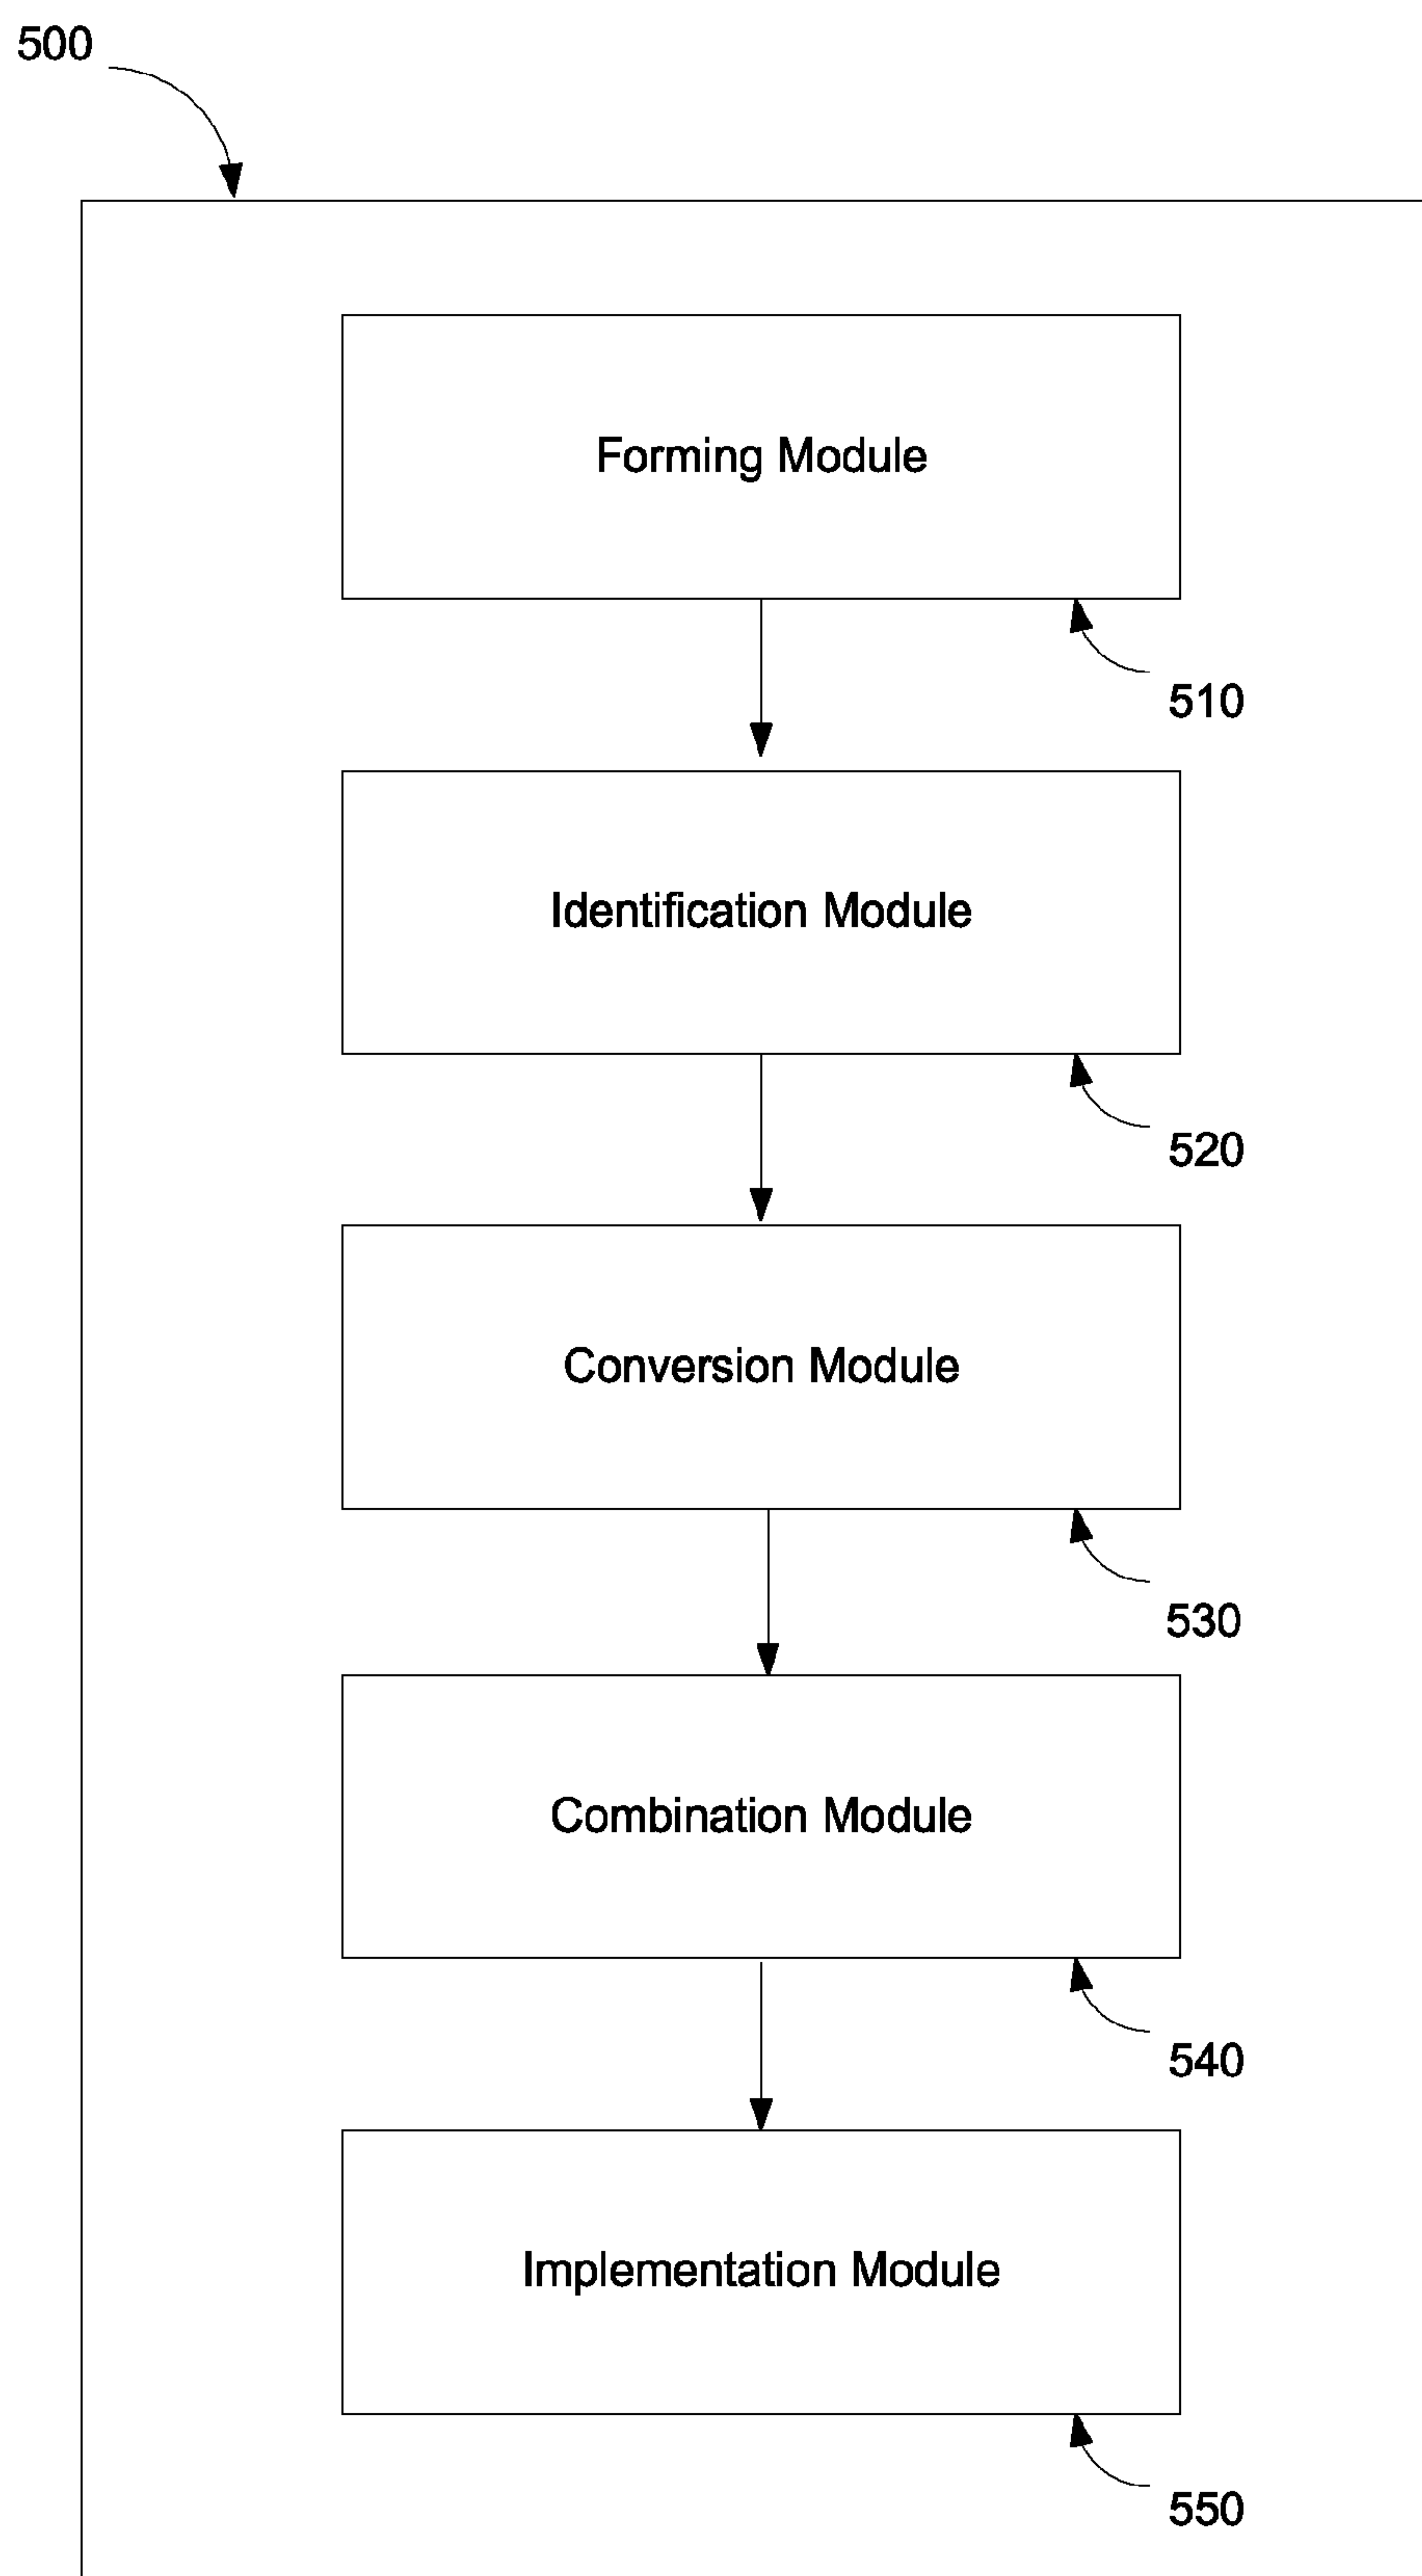 500
Forming Module
510
Identification Module
520
Conversion Module
530
Combination Module
540
Implementation Module
550